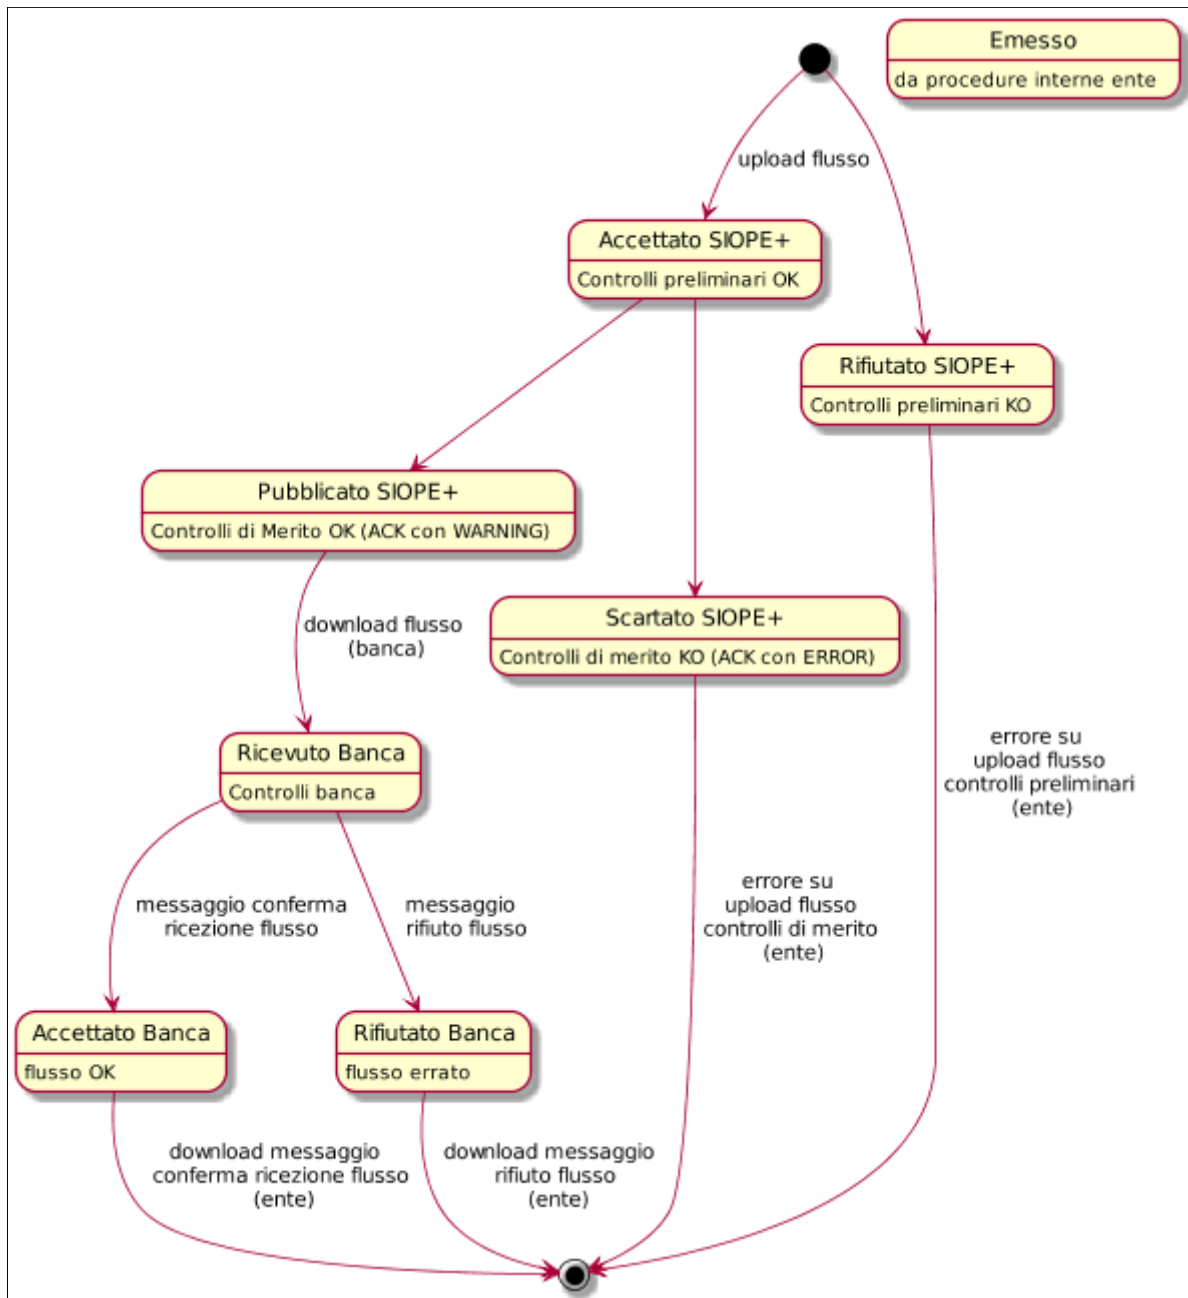 Emesso
da procedure interne ente
upload flusso
Accettato SIOPE+
Controlli preliminari OK
Rifiutato SIOPE+
Controlli preliminari KO
Pubblicato SIOPE+
Controlli di Merito OK (ACK con WARNING)
download flusso
(banca)
Scartato SIOPE+
Controlli di merito KO (ACK con ERROR)
Ricevuto Banca
Controlli banca
errore su
upload flusso
controlli preliminari
(ente)
messaggio conferma
ricezione flusso
messaggio
rifiuto flusso
errore su
upload flusso
controlli di merito
(ente)
Accettato Banca
flusso OK
Rifiutato Banca
flusso errato
download messaggio
conferma ricezione flusso
(ente)
download messaggio
rifiuto flusso
(ente)